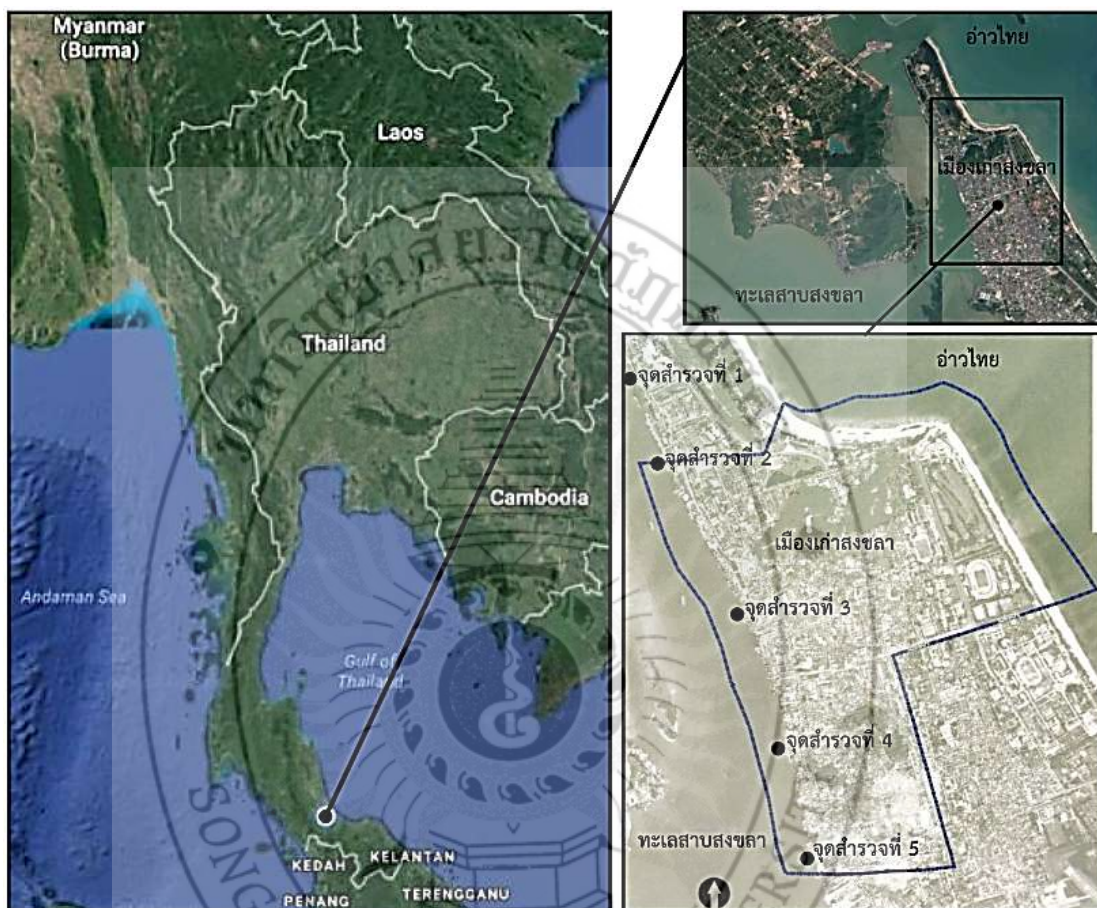 Myanmar
(Burma)
Laos
Thailand
Cambodia
Andaman Sea
Gulf of
Thailand
KEDAH
KELANTAN
PENANG
TERENGGANU
อ่าวไทย
เมืองเก่าสงขลา
ทะเลสาบสงขลา
อ่าวไทย
จุดสำรวจที่ 1
จุดสำรวจที่ 2
เมืองเก่าสงขลา
จุดสำรวจที่ 3
จุดสำรวจที่ 4
ทะเลสาบสงขลา
จุดสำรวจที่ 5